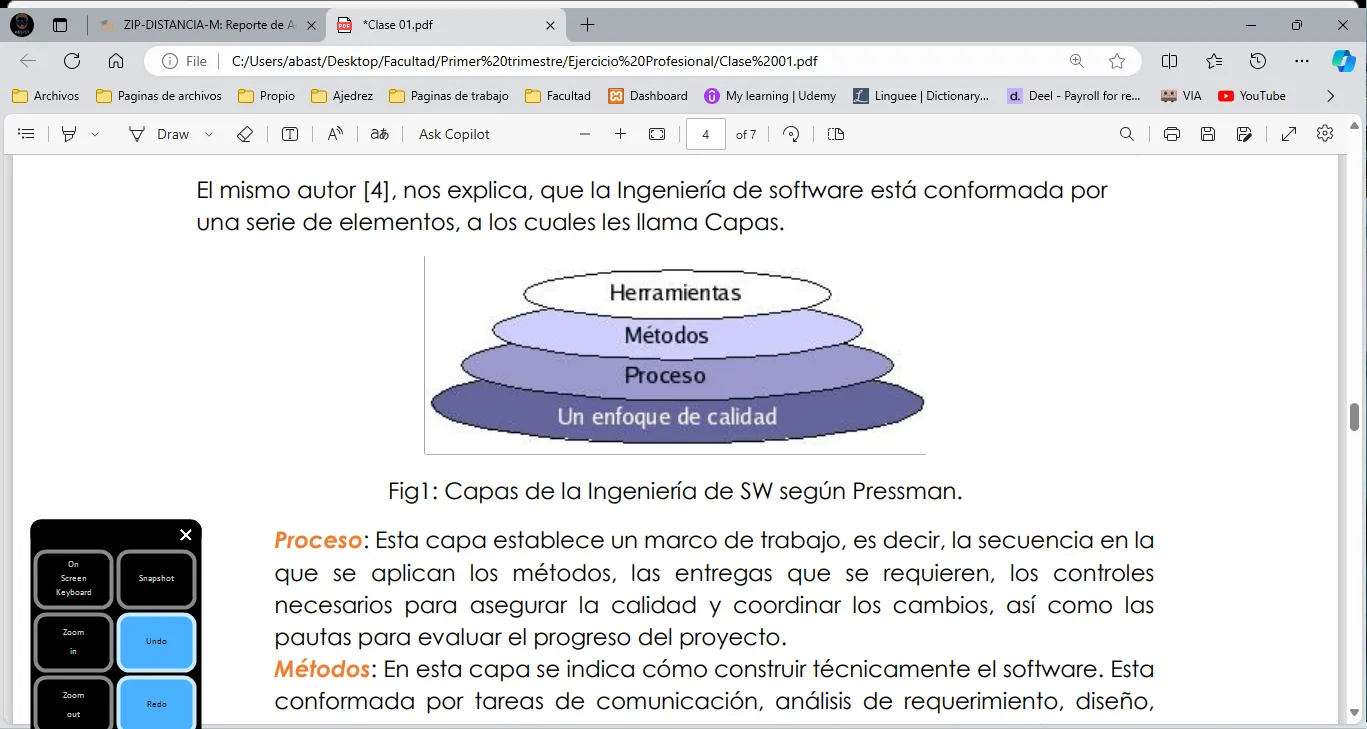 ZIP-DISTANCIA-M: Reporte de A
*Clase 01.pdf
File
C:/Users/abast/Desktop/Facultad/Primer%20trimestre/Ejercicio%20Profesional/Clase%2001.pdf
Archivos
Paginas de archivos
Propio
Ajedrez
Paginas de trabajo
Facultad
Dashboard
My learning | Udemy
Linguee | Dictionary...
Deel - Payroll for re...
VIA
YouTube
Draw
Ask Copilot
4
of 7
El mismo autor [4], nos explica, que la Ingeniería de software está conformada por
una serie de elementos, a los cuales les llama Capas.
Herramientas
Métodos
Proceso
Un enfoque de calidad
Fig1: Capas de la Ingeniería de SW según Pressman.
Proceso: Esta capa establece un marco de trabajo, es decir, la secuencia en la
que se aplican los métodos, las entregas que se requieren, los controles
necesarios para asegurar la calidad y coordinar los cambios, así como las
pautas para evaluar el progreso del proyecto.
Métodos: En esta capa se indica cómo construir técnicamente el software. Esta
conformada por tareas de comunicación, análisis de requerimiento, diseño,
On
Screen
Keyboard
Snapshot
Zoom
in
Undo
Zoom
out
Redo